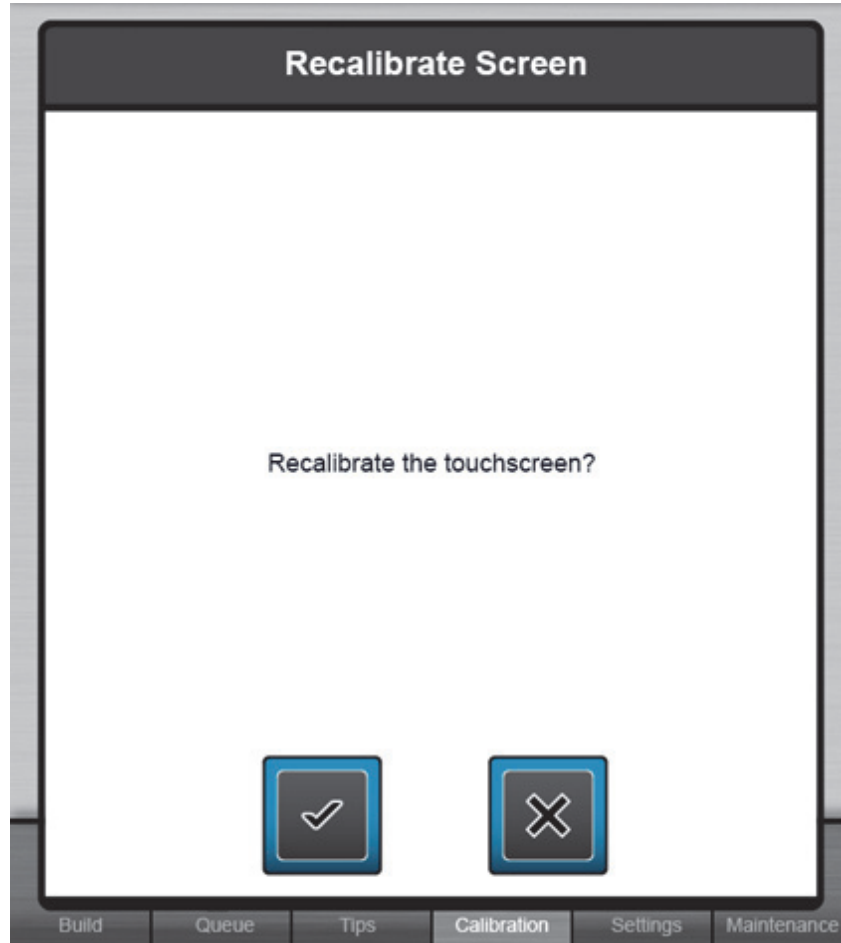 Recalibrate Screen
Recalibrate the touchscreen?
Build Queue Tips Calibration Settings Maintenance